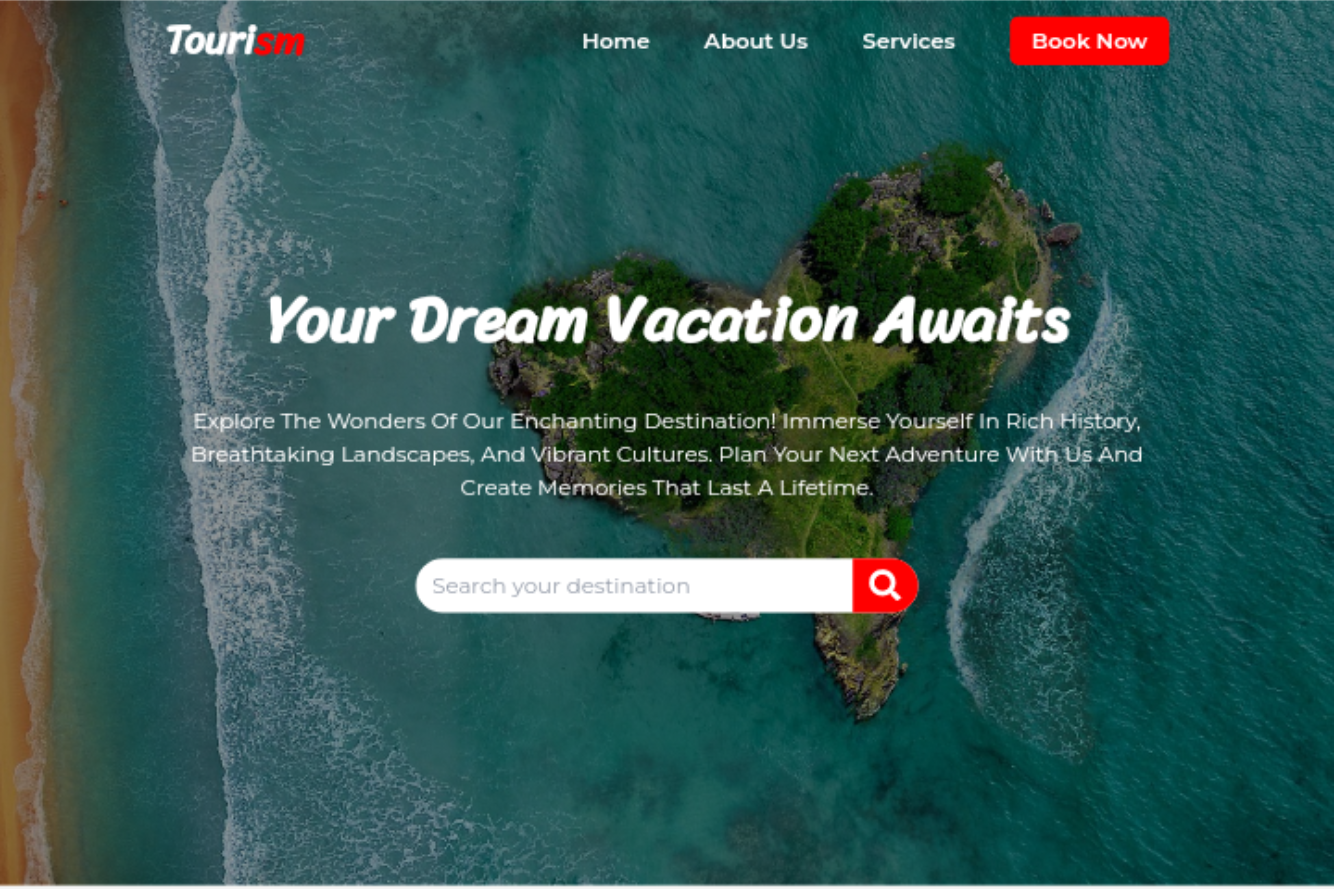 Tourism
Home
About Us
Services
Book Now
Your Dream Vacation Awaits
Explore The Wonders Of Our Enchanting Destination! Immerse Yourself In Rich History,
Breathtaking Landscapes, And Vibrant Cultures. Plan Your Next Adventure With Us And
Create Memories That Last A Lifetime.
Search your destination